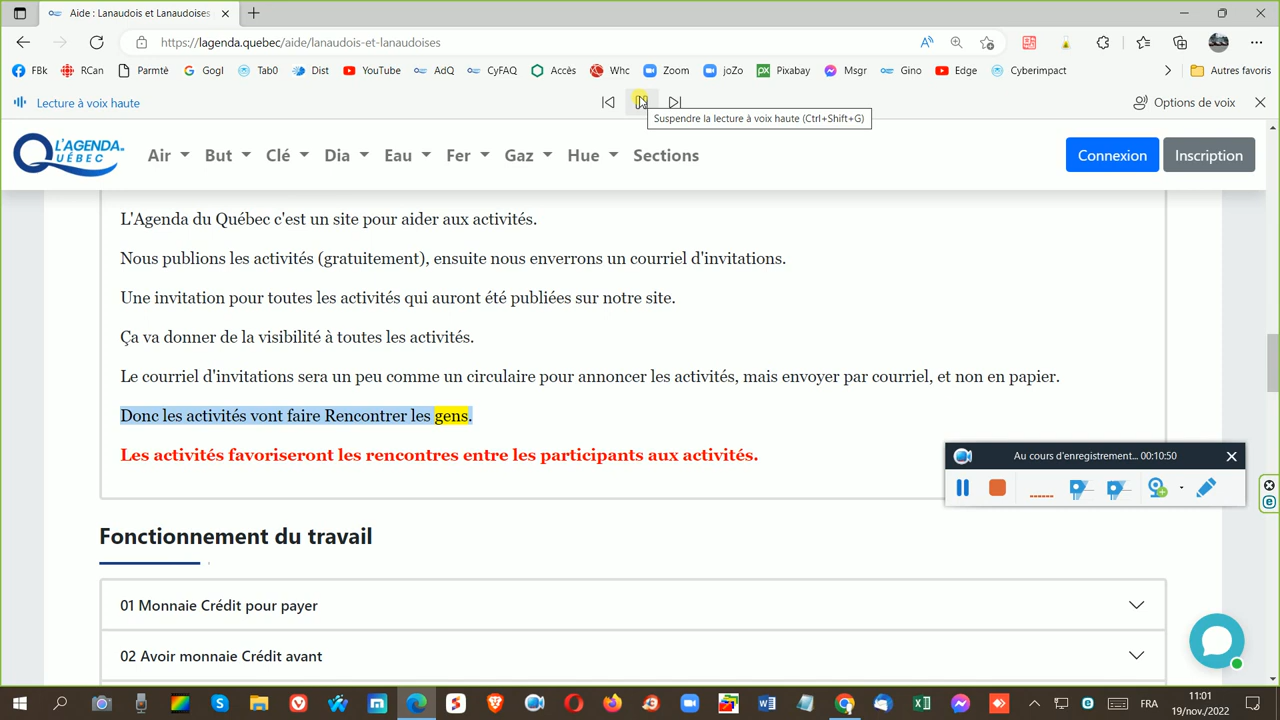 Aide : Lanaudois et Lanaudoises
https://lagenda.quebec/aide/lanaudois-et-lanaudoises
FBk RCan Parmtè Gogl Tab0 Dis YouTube AdQ CyFAQ Accès Whc Zoom joZo Pixabay Msgr Gino Edge Cyberimpact Autres favoris
Lecture à voix haute Options de voix
Suspendre la lecture à voix haute (Ctrl+Shift+G)
L'AGENDA QUÉBEC Air But Clé Dia Eau Fer Gaz Hue Sections Connexion Inscription
L'Agenda du Québec c'est un site pour aider aux activités.
Nous publions les activités (gratuitement), ensuite nous enverrons un courriel d'invitations.
Une invitation pour toutes les activités qui auront été publiées sur notre site.
Ça va donner de la visibilité à toutes les activités.
Le courriel d'invitations sera un peu comme un circulaire pour annoncer les activités, mais envoyer par courriel, et non en papier.
Donc les activités vont faire Rencontrer les gens.
Les activités favoriseront les rencontres entre les participants aux activités.
Au cours d'enregistrement... 00:10:50
Fonctionnement du travail
01 Monnaie Crédit pour payer
02 Avoir monnaie Crédit avant
FRA
11:01
19/nov./2022